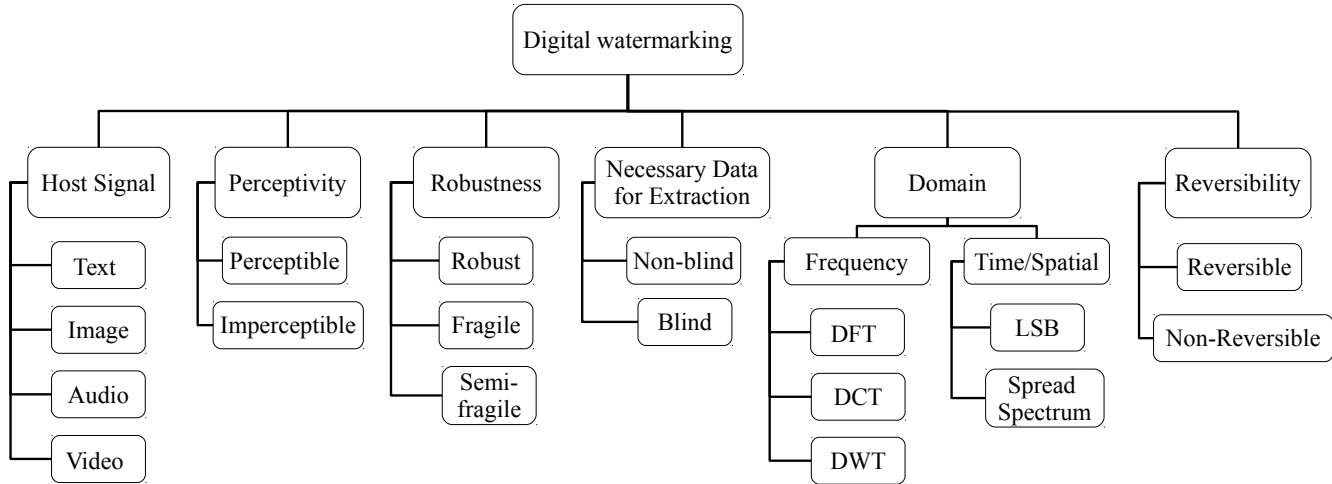 Digital watermarking
Host Signal
Text
Image
Audio
Video
Perceptivity
Perceptible
Imperceptible
Robustness
Robust
Fragile
Semi-
fragile
Necessary Data
for Extraction
Non-blind
Blind
Domain
Frequency
DFT
DCT
DWT
Time/Spatial
LSB
Spread
Spectrum
Reversibility
Reversible
Non-Reversible